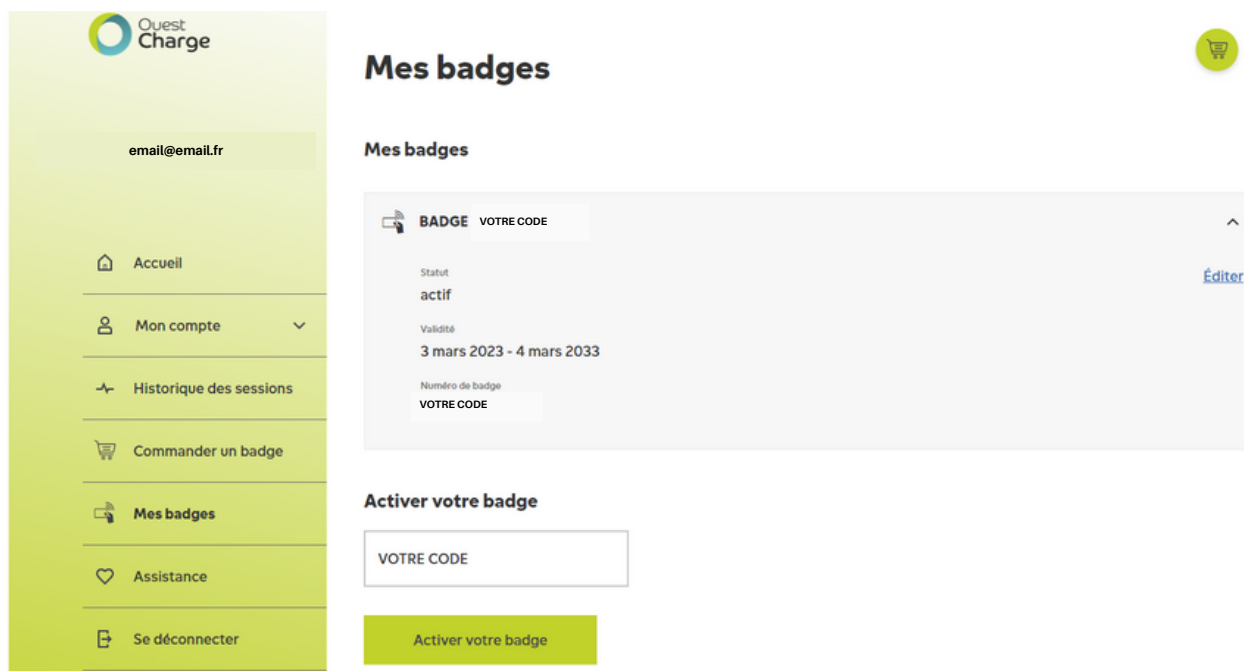 Ouest
Charge
email@email.fr
Accueil
Mon compte
Historique des sessions
Commander un badge
Mes badges
Assistance
Se déconnecter
Mes badges
Mes badges
BADGE VOTRE CODE
Statut
actif
Éditer
Validité
3 mars 2023 - 4 mars 2033
Numéro de badge
VOTRE CODE
Activer votre badge
VOTRE CODE
Activer votre badge